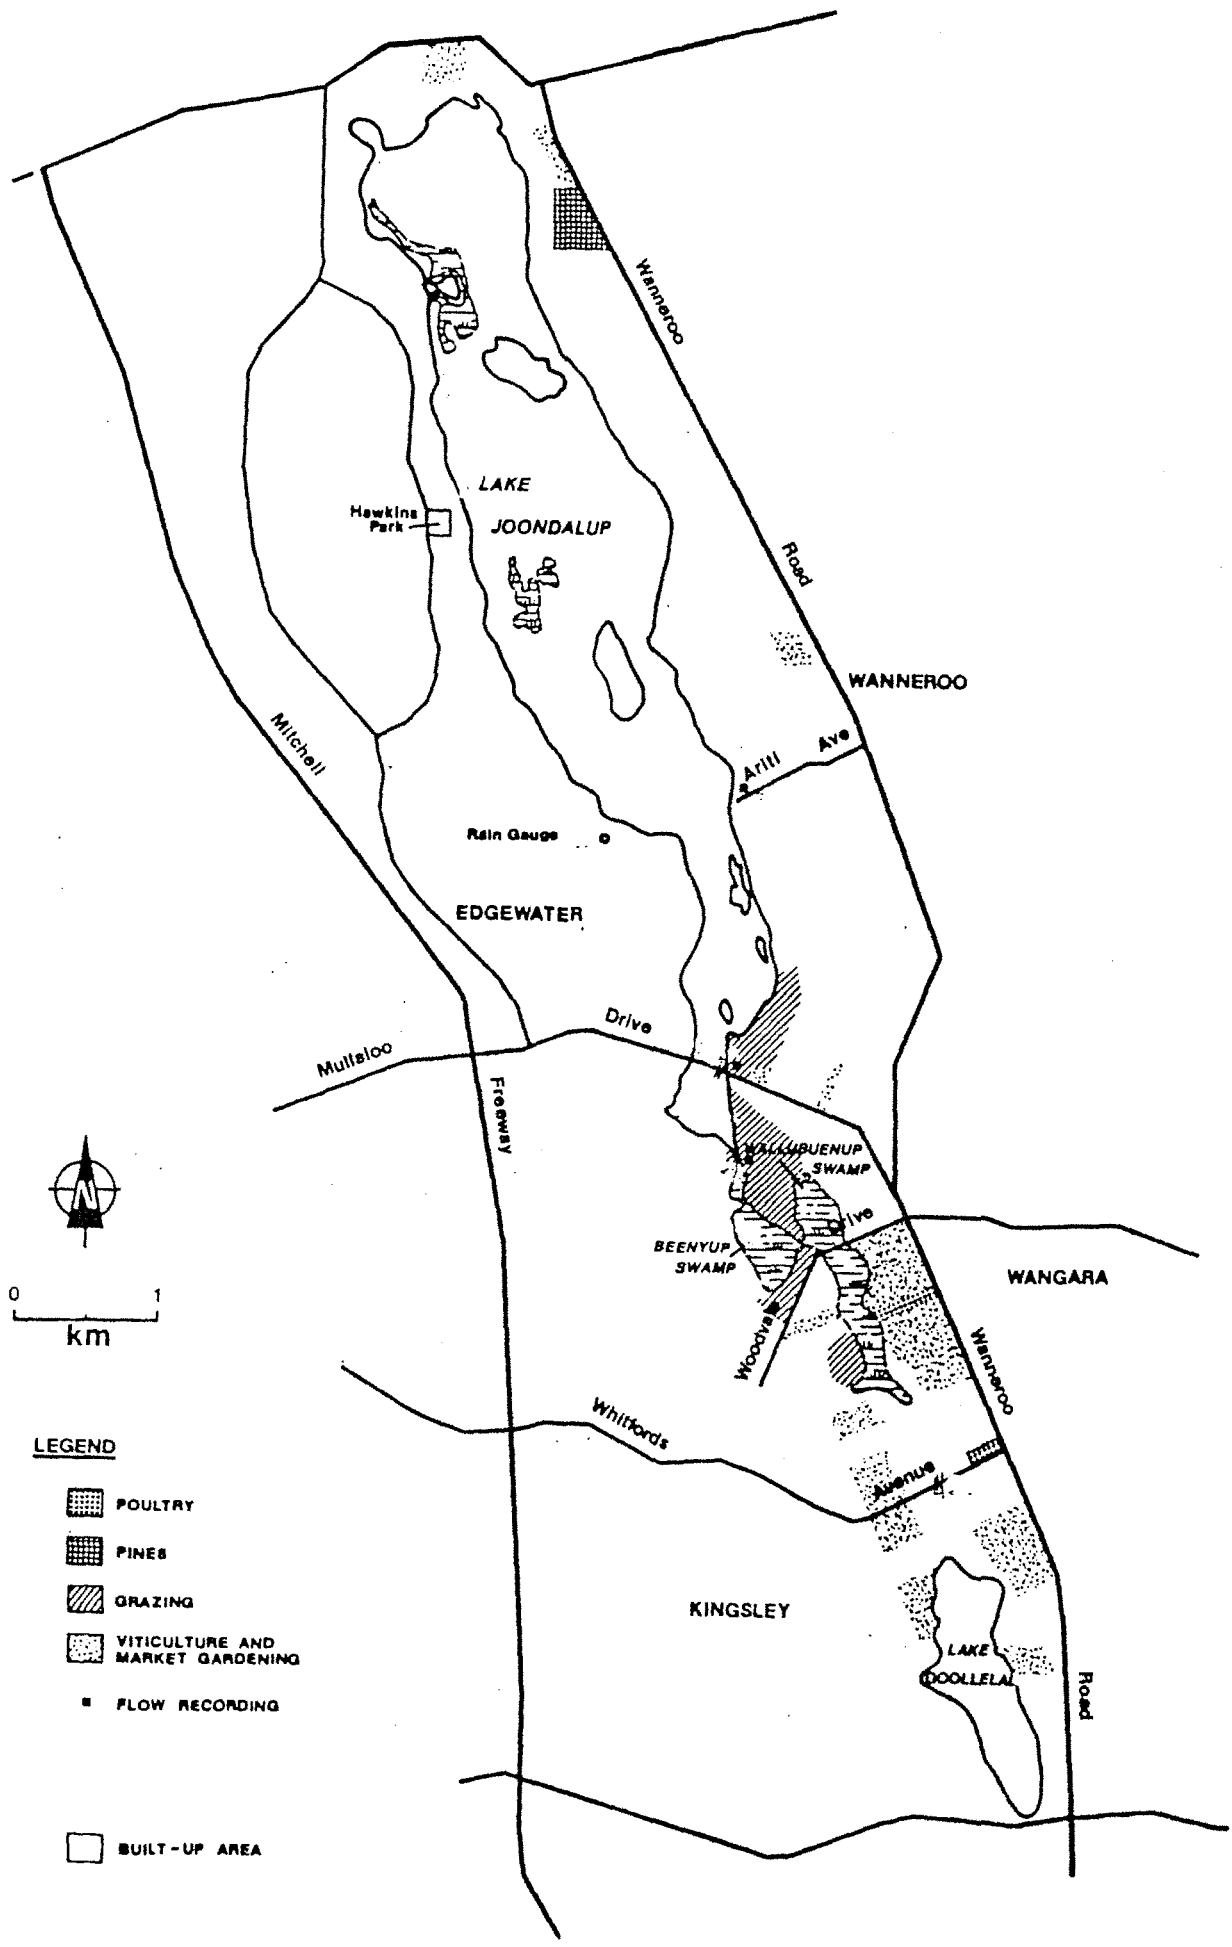 Wanneroo
LAKE
JOONDALUP
Hawkins
Park
Road
WANNEROO
Ariti Ave
Mitchell
Rain Gauge
EDGEWATER
Drive
Mullaloo
Freeway
WALLUBUENUP
SWAMP
Drive
N
BEENYUP
SWAMP
WANGARA
0 1
km
Wanneroo
Whitfords
Avenue
LEGEND
POULTRY
PINES
GRAZING
VITICULTURE AND
MARKET GARDENING
FLOW RECORDING
BUILT-UP AREA
KINGSLEY
LAKE
GOOLLELAL
Road